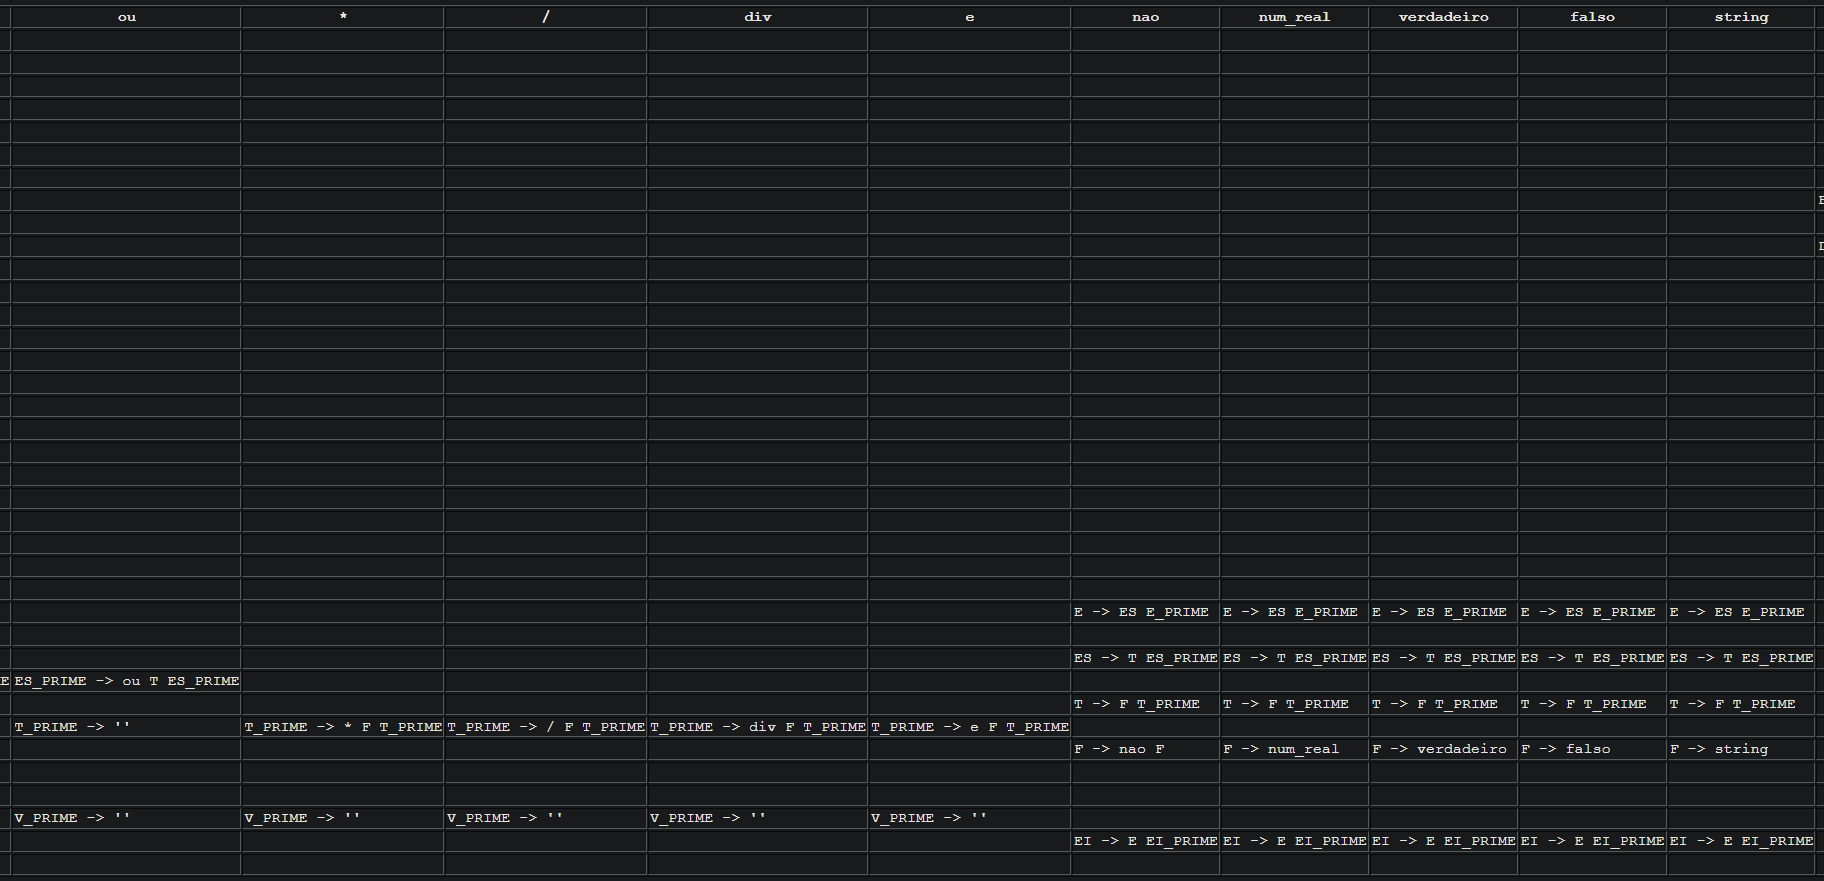 ou * / div e nao num_real verdadeiro falso string
E -> ES E_PRIME E -> ES E_PRIME E -> ES E_PRIME E -> ES E_PRIME E -> ES E_PRIME
ES -> T ES_PRIME ES -> T ES_PRIME ES -> T ES_PRIME ES -> T ES_PRIME ES -> T ES_PRIME
E ES_PRIME -> ou T ES_PRIME
T -> F T_PRIME T -> F T_PRIME T -> F T_PRIME T -> F T_PRIME T -> F T_PRIME
T_PRIME -> '' T_PRIME -> * F T_PRIME T_PRIME -> / F T_PRIME T_PRIME -> div F T_PRIME T_PRIME -> e F T_PRIME
F -> nao F F -> num_real F -> verdadeiro F -> falso F -> string
V_PRIME -> '' V_PRIME -> '' V_PRIME -> '' V_PRIME -> '' V_PRIME -> ''
EI -> E EI_PRIME EI -> E EI_PRIME EI -> E EI_PRIME EI -> E EI_PRIME EI -> E EI_PRIME